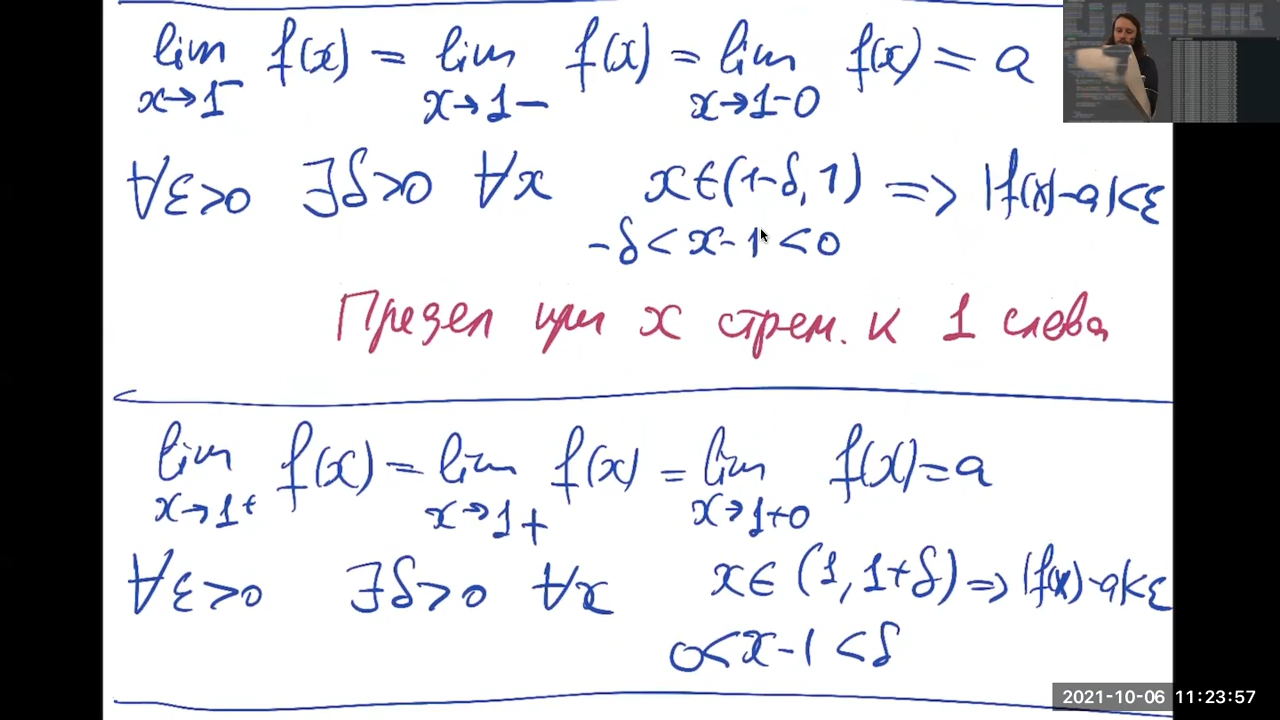 lim f(x) = lim f(x) = lim f(x) = a
x→1⁻ x→1− x→1-0
∀ε>0 ∃δ>0 ∀x x∈(1-δ, 1) => |f(x)-a|<ε
-δ < x-1 < 0
Предел при x стрем. к 1 слева
lim f(x) = lim f(x) = lim f(x) = a
x→1⁺ x→1+ x→1+0
∀ε>0 ∃δ>0 ∀x x∈(1, 1+δ) => |f(x)-a|<ε
0<x-1<δ
2021-10-06 11:23:57